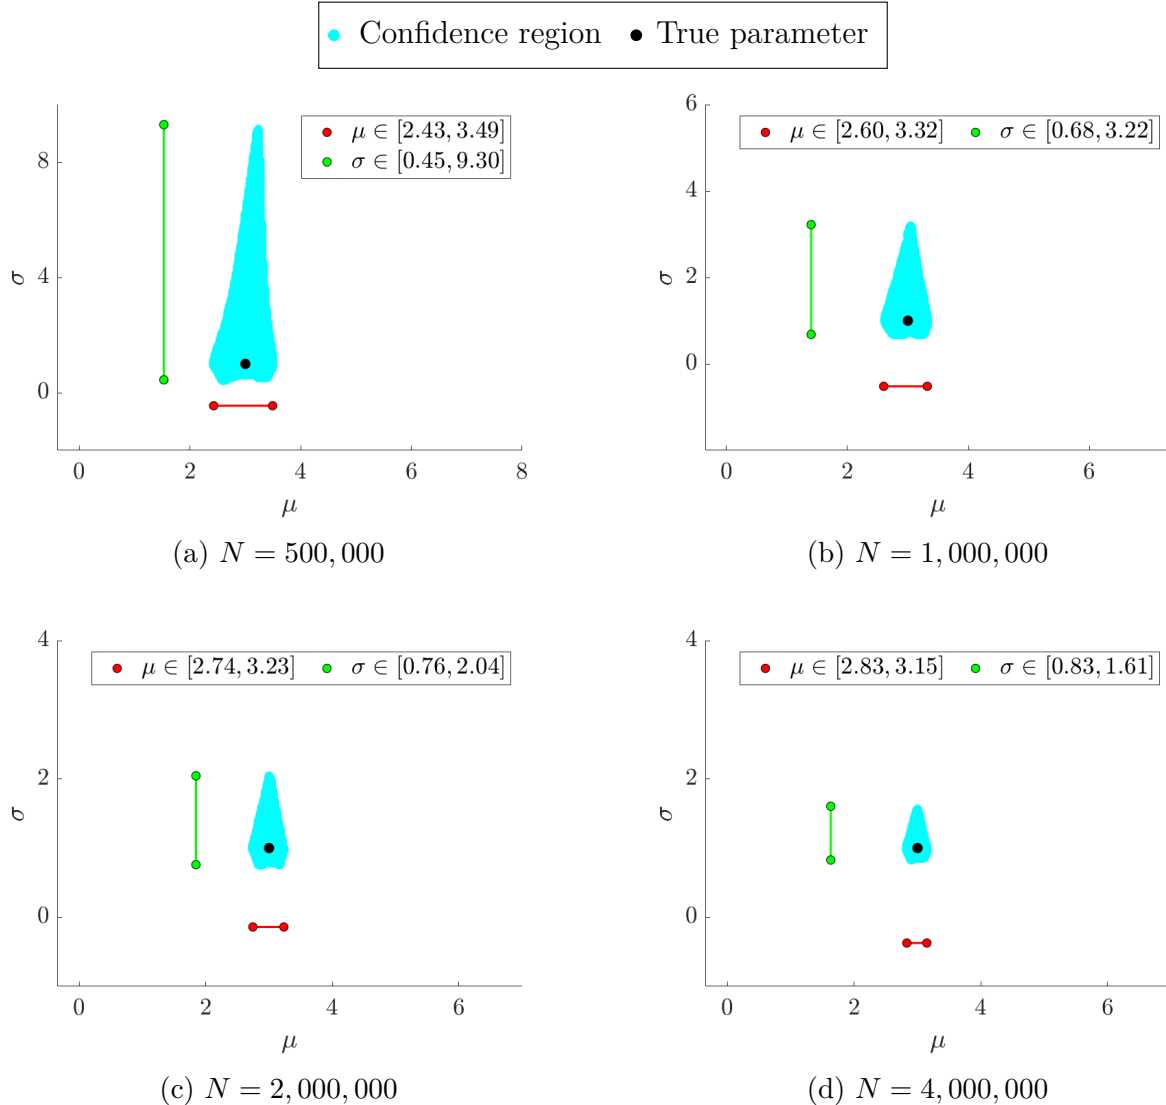 Confidence region True parameter
μ ∈ [2.43, 3.49]
σ ∈ [0.45, 9.30]
8
4
0
σ
0 2 4 6 8
μ
(a) N = 500, 000
μ ∈ [2.60, 3.32] σ ∈ [0.68, 3.22]
6
4
2
0
σ
0 2 4 6
μ
(b) N = 1, 000, 000
μ ∈ [2.74, 3.23] σ ∈ [0.76, 2.04]
4
2
0
σ
0 2 4 6
μ
(c) N = 2, 000, 000
μ ∈ [2.83, 3.15] σ ∈ [0.83, 1.61]
4
2
0
σ
0 2 4 6
μ
(d) N = 4, 000, 000